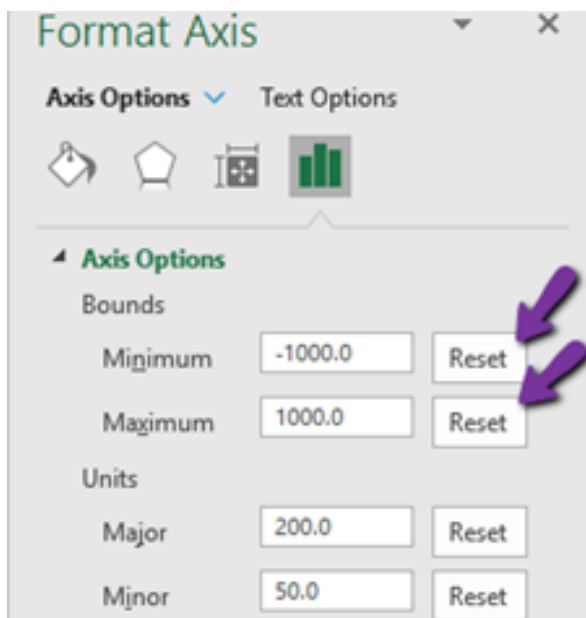 Format Axis
Axis Options Text Options
Axis Options
Bounds
Minimum -1000.0 Reset
Maximum 1000.0 Reset
Units
Major 200.0 Reset
Minor 50.0 Reset